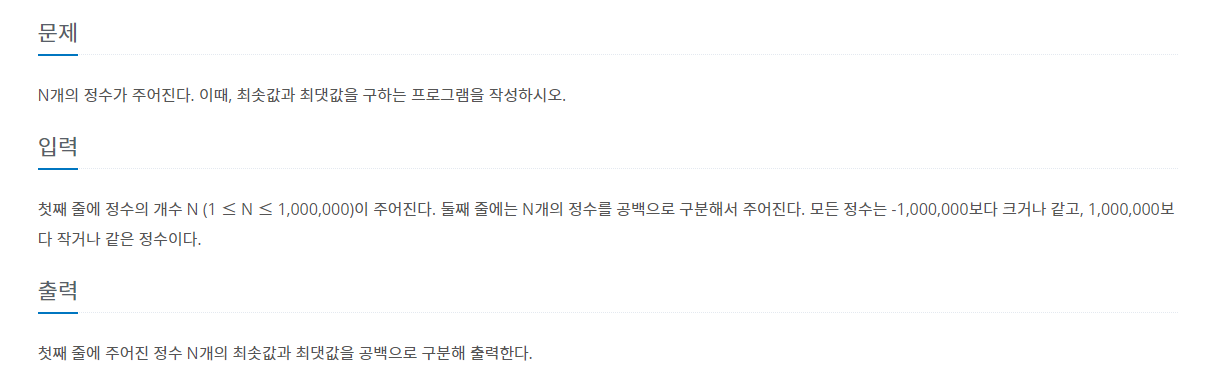 문제
N개의 정수가 주어진다. 이때, 최솟값과 최댓값을 구하는 프로그램을 작성하시오.
입력
첫째 줄에 정수의 개수 N (1 ≤ N ≤ 1,000,000)이 주어진다. 둘째 줄에는 N개의 정수를 공백으로 구분해서 주어진다. 모든 정수는 -1,000,000보다 크거나 같고, 1,000,000보
다 작거나 같은 정수이다.
출력
첫째 줄에 주어진 정수 N개의 최솟값과 최댓값을 공백으로 구분해 출력한다.